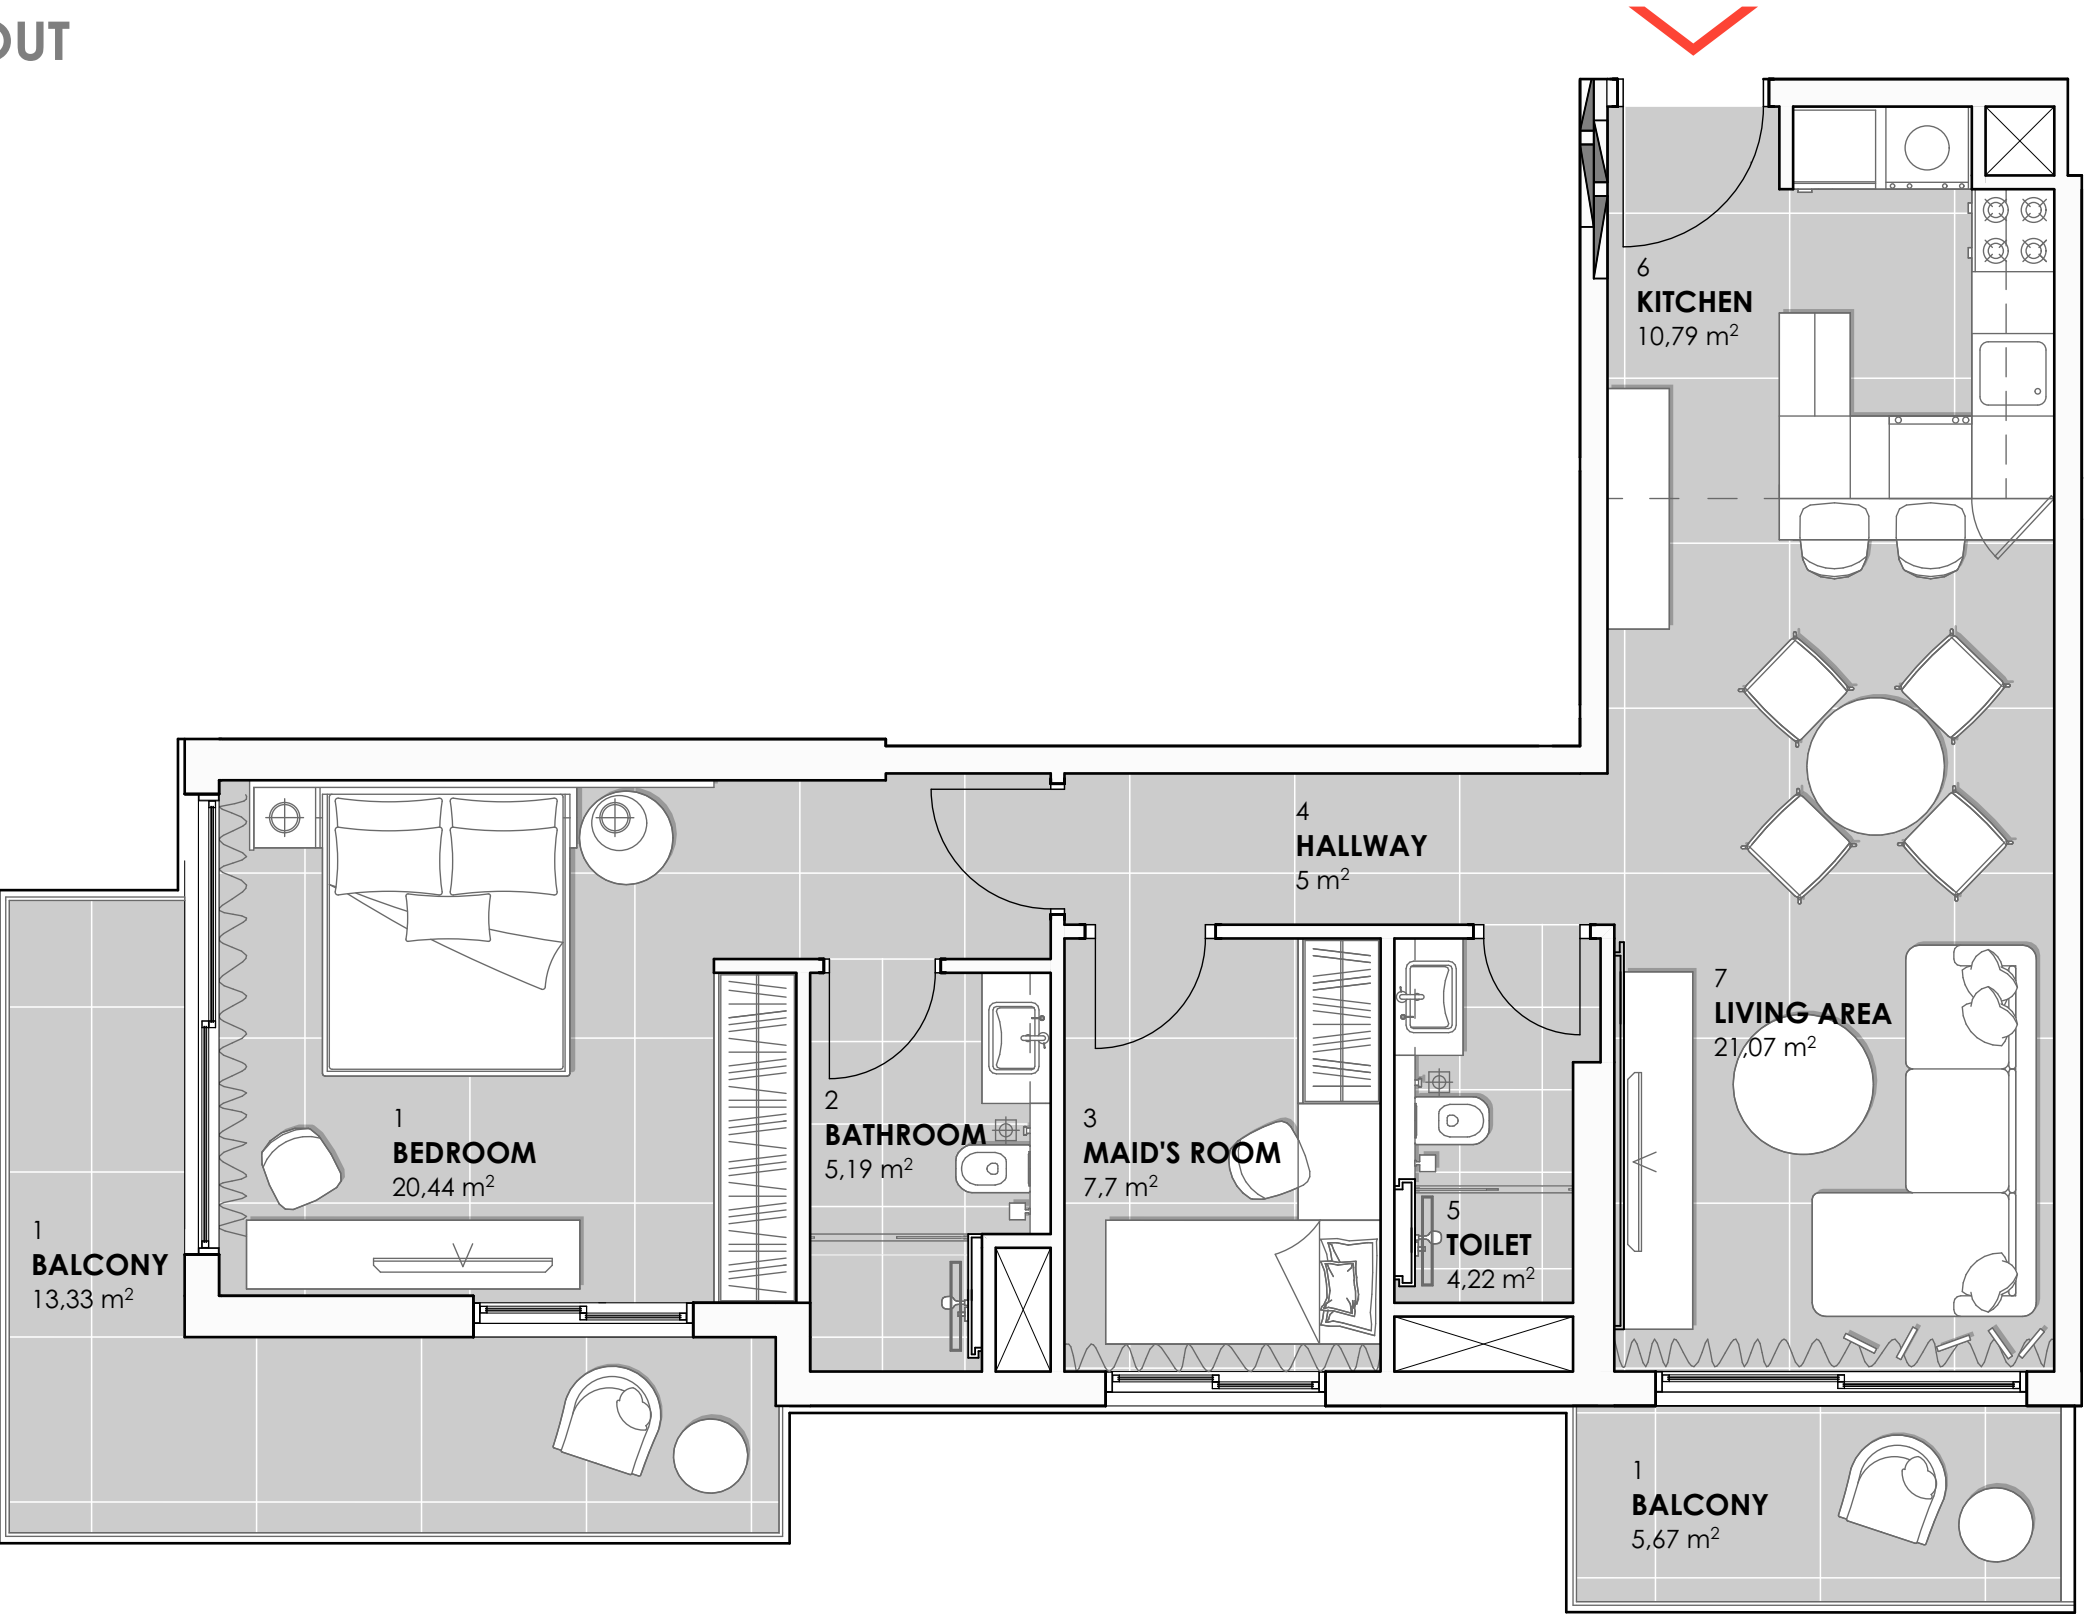 OUT
6
KITCHEN
10,79 m²
4
HALLWAY
5 m²
7
LIVING AREA
21,07 m²
1
BEDROOM
20,44 m²
2
BATHROOM
5,19 m²
3
MAID'S ROOM
7,7 m²
5
TOILET
4,22 m²
1
BALCONY
13,33 m²
1
BALCONY
5,67 m²